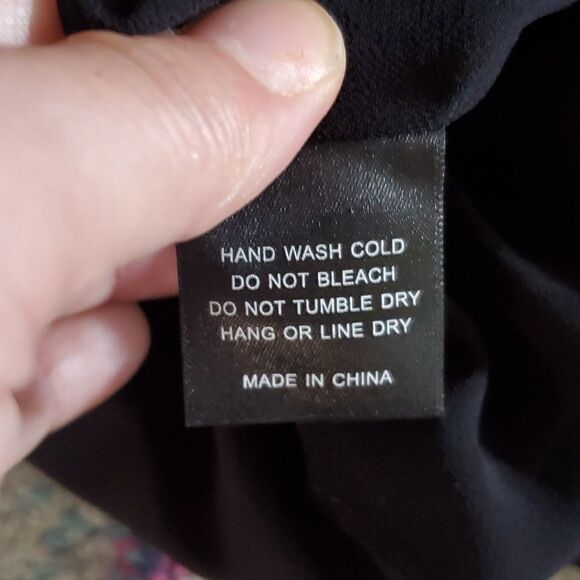 HAND WASH COLD
DO NOT BLEACH
DO NOT TUMBLE DRY
HANG OR LINE DRY
MADE IN CHINA